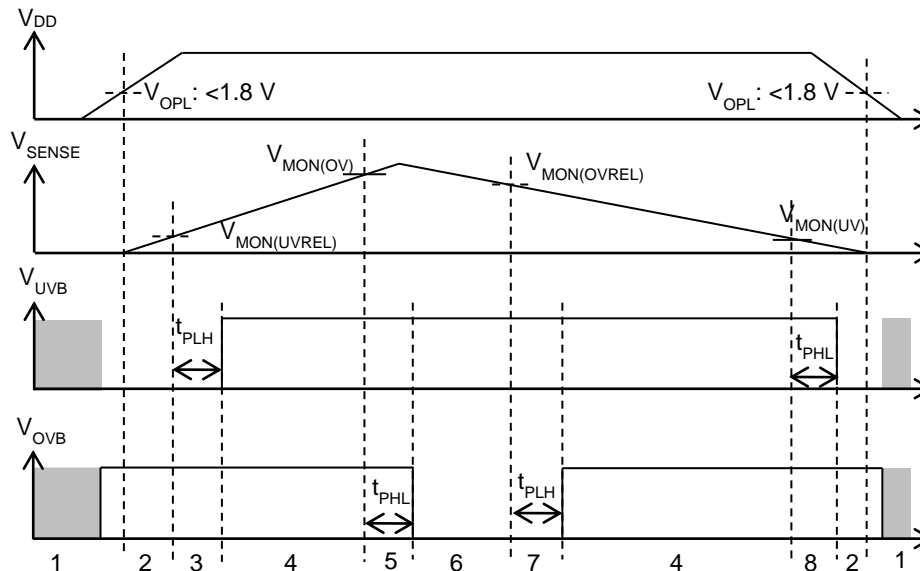 VDD
VOPL: <1.8 V VOPL: <1.8 V
VSENSE
VMON(OV) VMON(OVREL)
VMON(UVREL) VMON(UV)
VUVB
tPLH tPHL
VOVB
tPHL tPLH
1 2 3 4 5 6 7 4 8 2 1